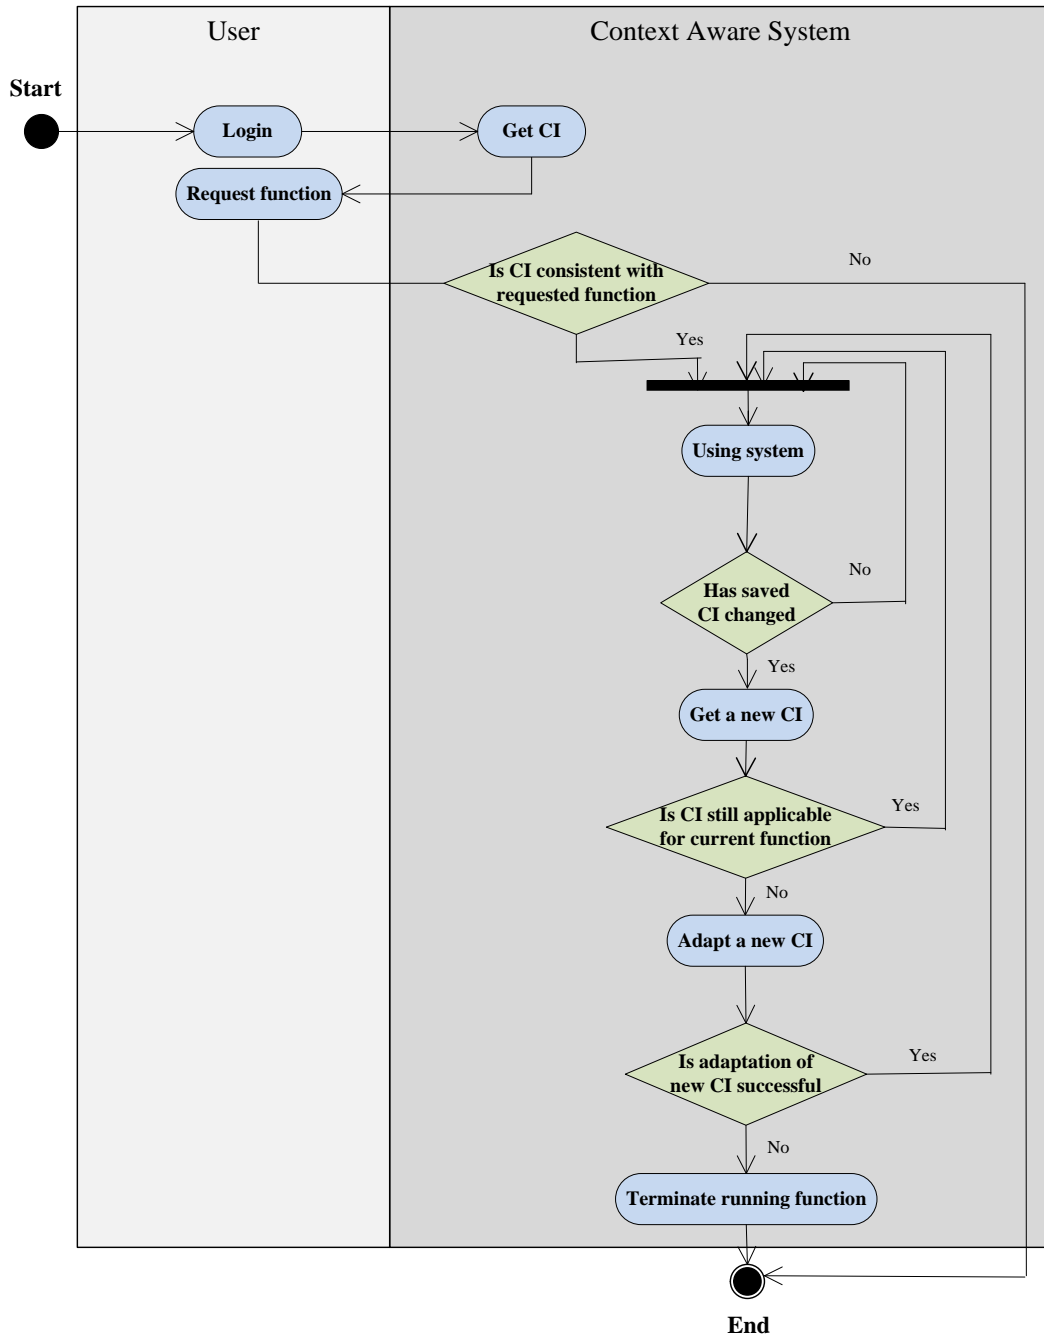 User
Context Aware System
Start
Login
Get CI
Request function
Is CI consistent with
requested function
No
Yes
Using system
Has saved
CI changed
No
Yes
Get a new CI
Is CI still applicable
for current function
Yes
No
Adapt a new CI
Is adaptation of
new CI successful
Yes
No
Terminate running function
End